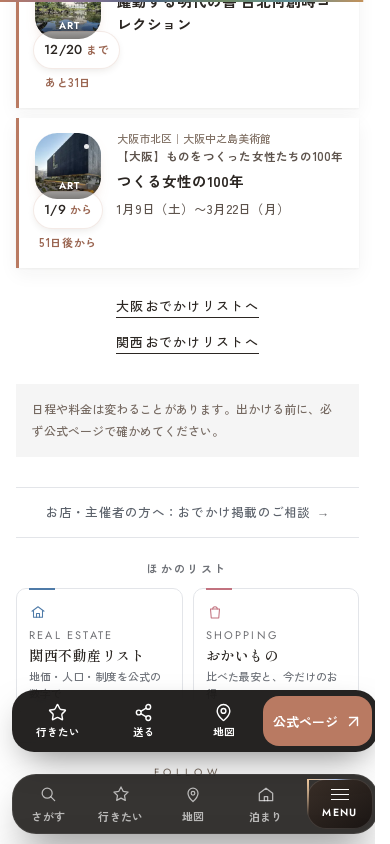 躍動する明代の書 台北何創時コ
レクション
ART
12/20 まで
あと31日
大阪市北区｜大阪中之島美術館
【大阪】ものをつくった女性たちの100年
つくる女性の100年
ART
1/9 から
1月9日（土）〜3月22日（月）
51日後から
大阪おでかけリストへ
関西おでかけリストへ
日程や料金は変わることがあります。出かける前に、必
ず公式ページで確かめてください。
お店・主催者の方へ：おでかけ掲載のご相談 →
ほかのリスト
REAL ESTATE
関西不動産リスト
地価・人口・制度を公式の
SHOPPING
おかいもの
比べた最安と、今だけのお
行きたい
送る
地図
公式ページ
FOLLOW
さがす
行きたい
地図
泊まり
MENU